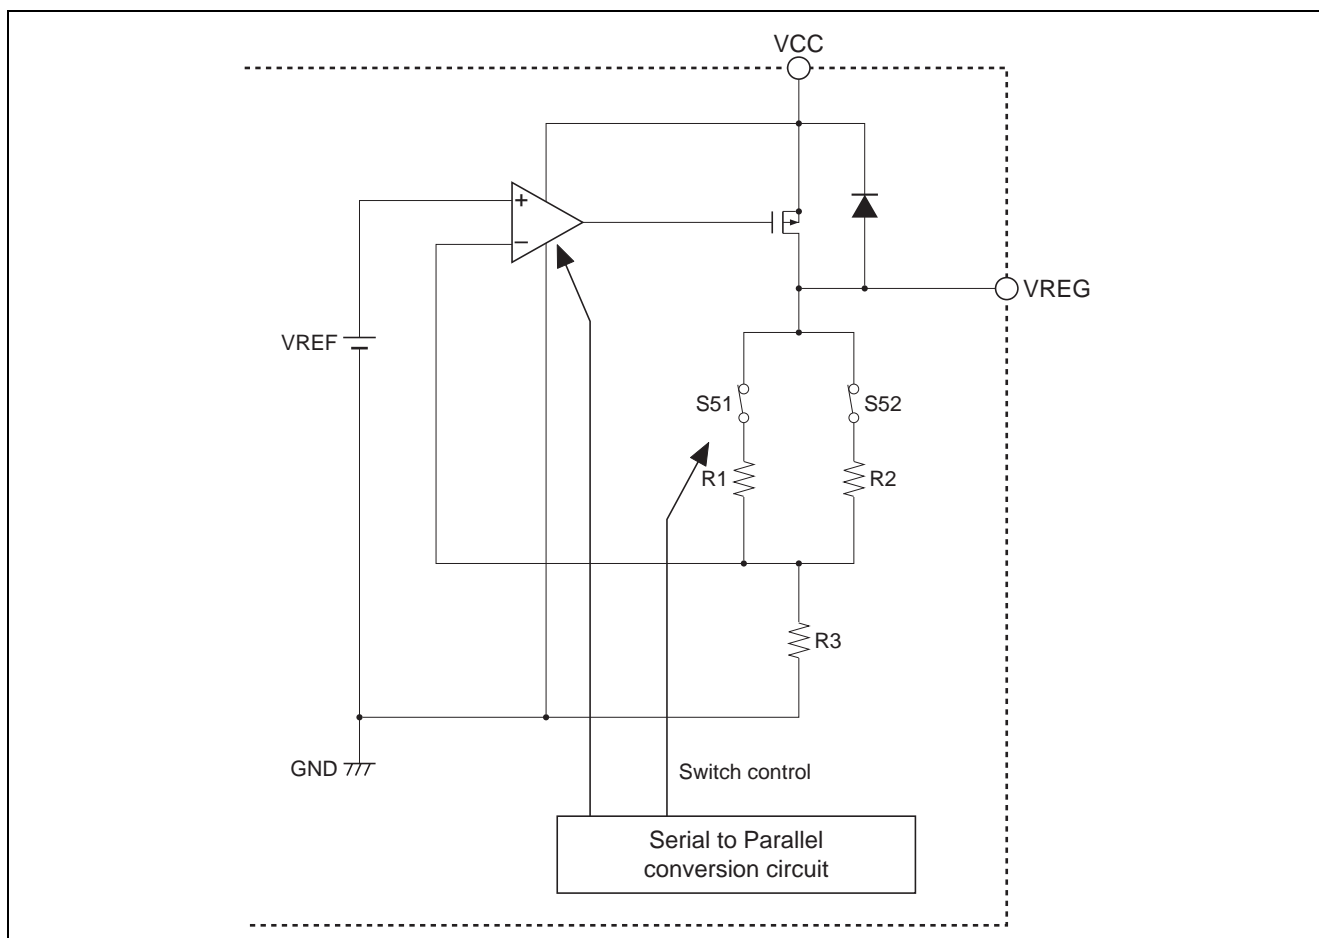 VCC
+
−
VREG
VREF
S51
S52
R1
R2
R3
GND
Switch control
Serial to Parallel
conversion circuit